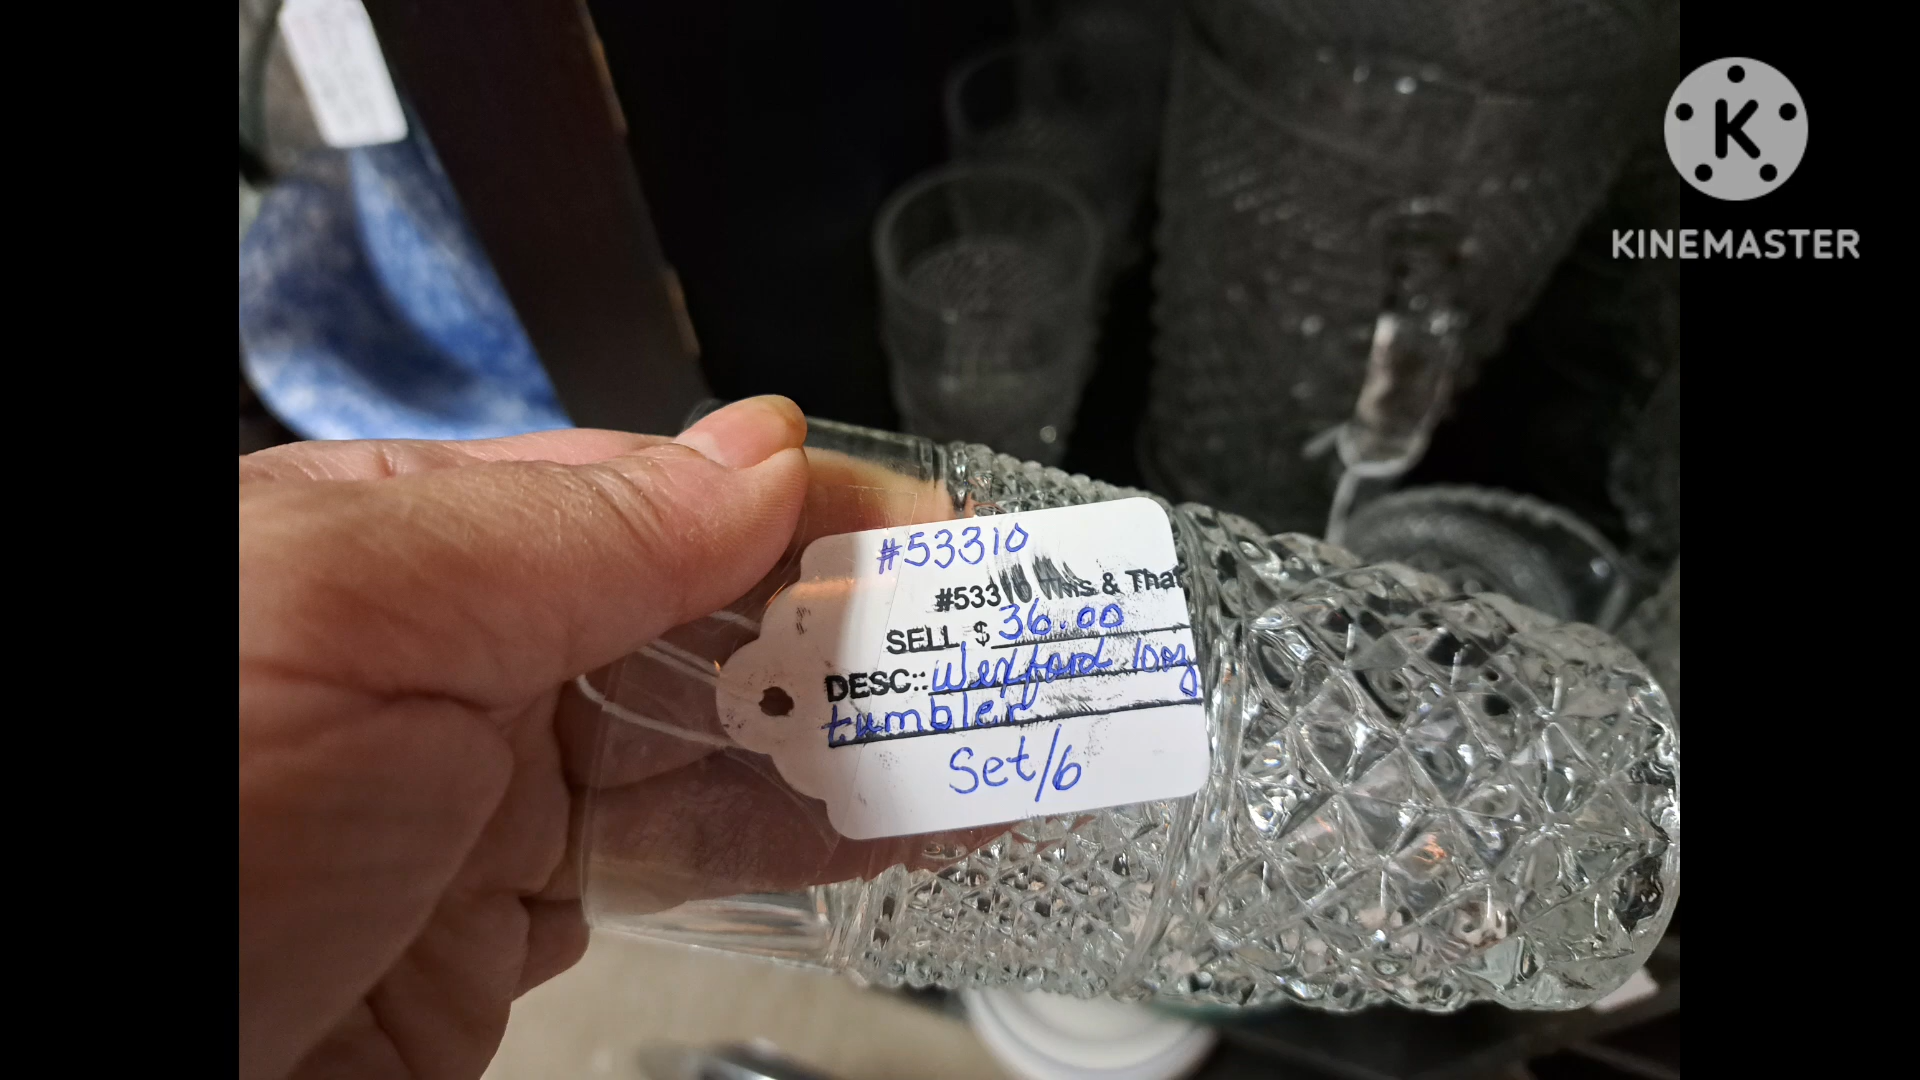 K
KINEMASTER
#53310
#53310 This & That
SELL $ 36.00
DESC:: Wexford 10oz
tumbler
Set/6